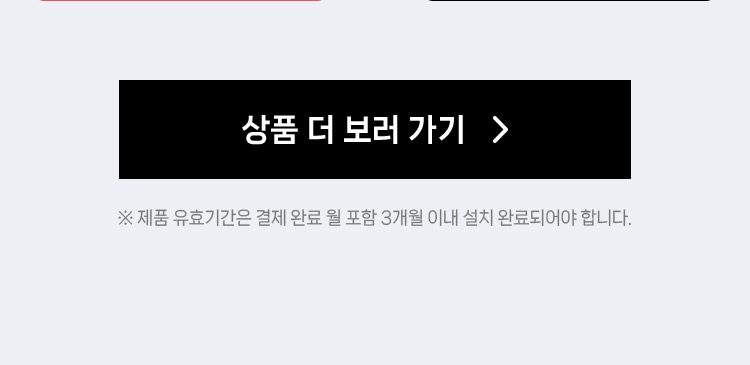 상품 더 보러 가기
※ 제품 유효기간은 결제 완료 월 포함 3개월 이내 설치 완료되어야 합니다.